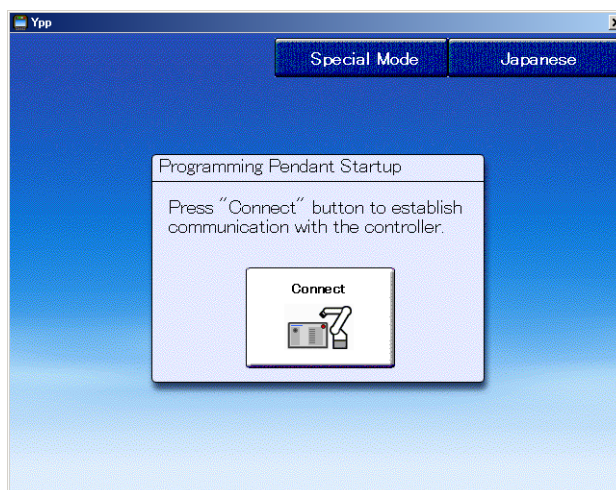 Ypp
Special Mode
Japanese
Programming Pendant Startup
Press "Connect" button to establish
communication with the controller.
Connect